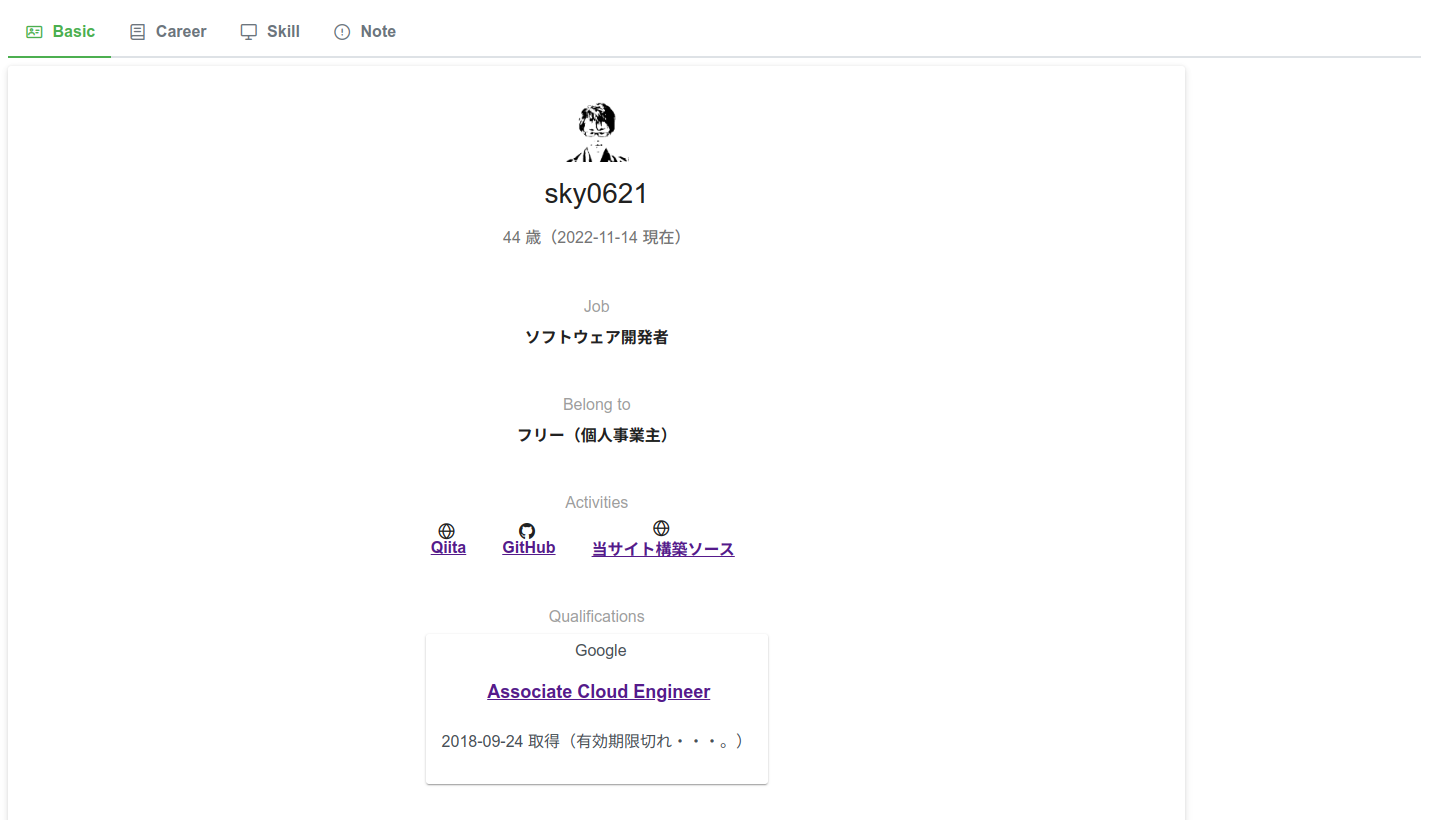 Basic Career Skill Note
sky0621
44 歳（2022-11-14 現在）
Job
ソフトウェア開発者
Belong to
フリー（個人事業主）
Activities
Qiita GitHub 当サイト構築ソース
Qualifications
Google
Associate Cloud Engineer
2018-09-24 取得（有効期限切れ・・・。）